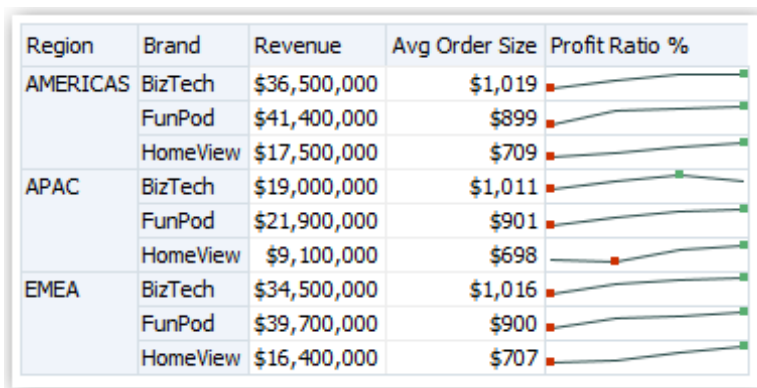 Region Brand Revenue Avg Order Size Profit Ratio %
AMERICAS BizTech $36,500,000 $1,019
FunPod $41,400,000 $899
HomeView $17,500,000 $709
APAC BizTech $19,000,000 $1,011
FunPod $21,900,000 $901
HomeView $9,100,000 $698
EMEA BizTech $34,500,000 $1,016
FunPod $39,700,000 $900
HomeView $16,400,000 $707